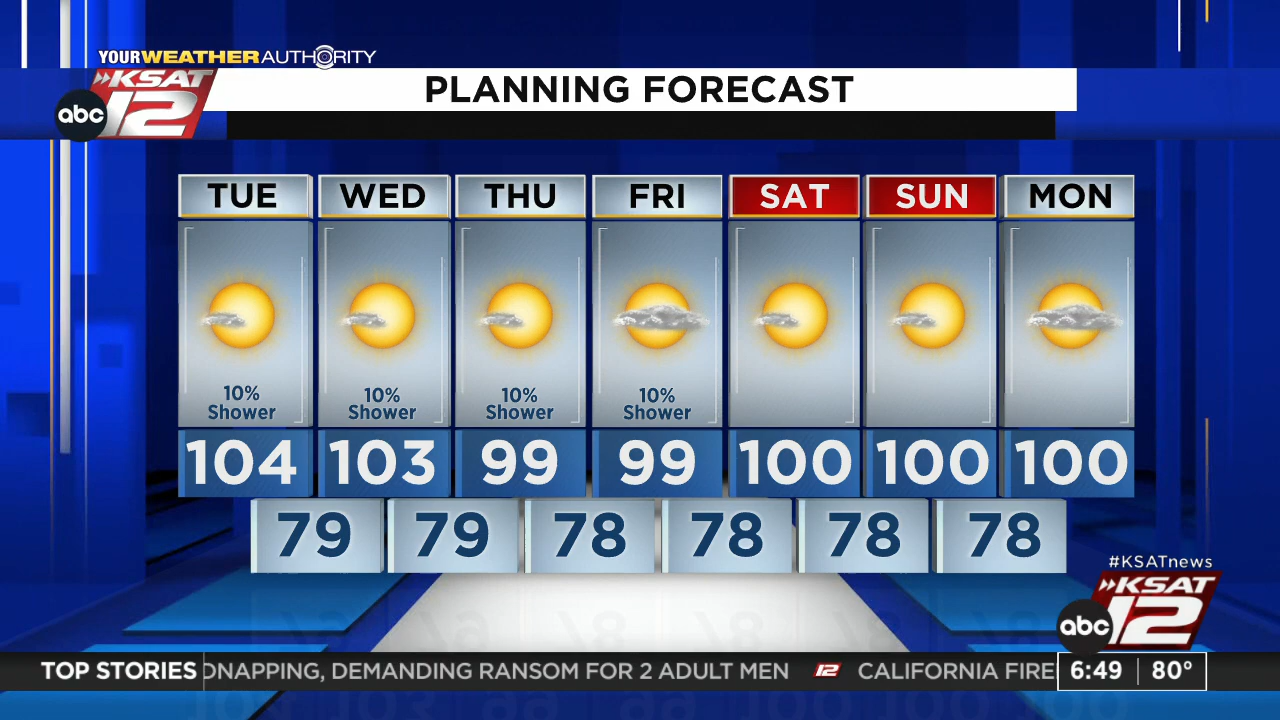 YOURWEATHERAUTHORITY
KSAT
abc 12
PLANNING FORECAST
TUE WED THU FRI SAT SUN MON
10% 10% 10% 10%
Shower Shower Shower Shower
104 103 99 99 100 100 100
79 79 78 78 78 78
#KSATnews
KSAT
abc 12
TOP STORIES DNAPPING, DEMANDING RANSOM FOR 2 ADULT MEN 12 CALIFORNIA FIRE 6:49 80°